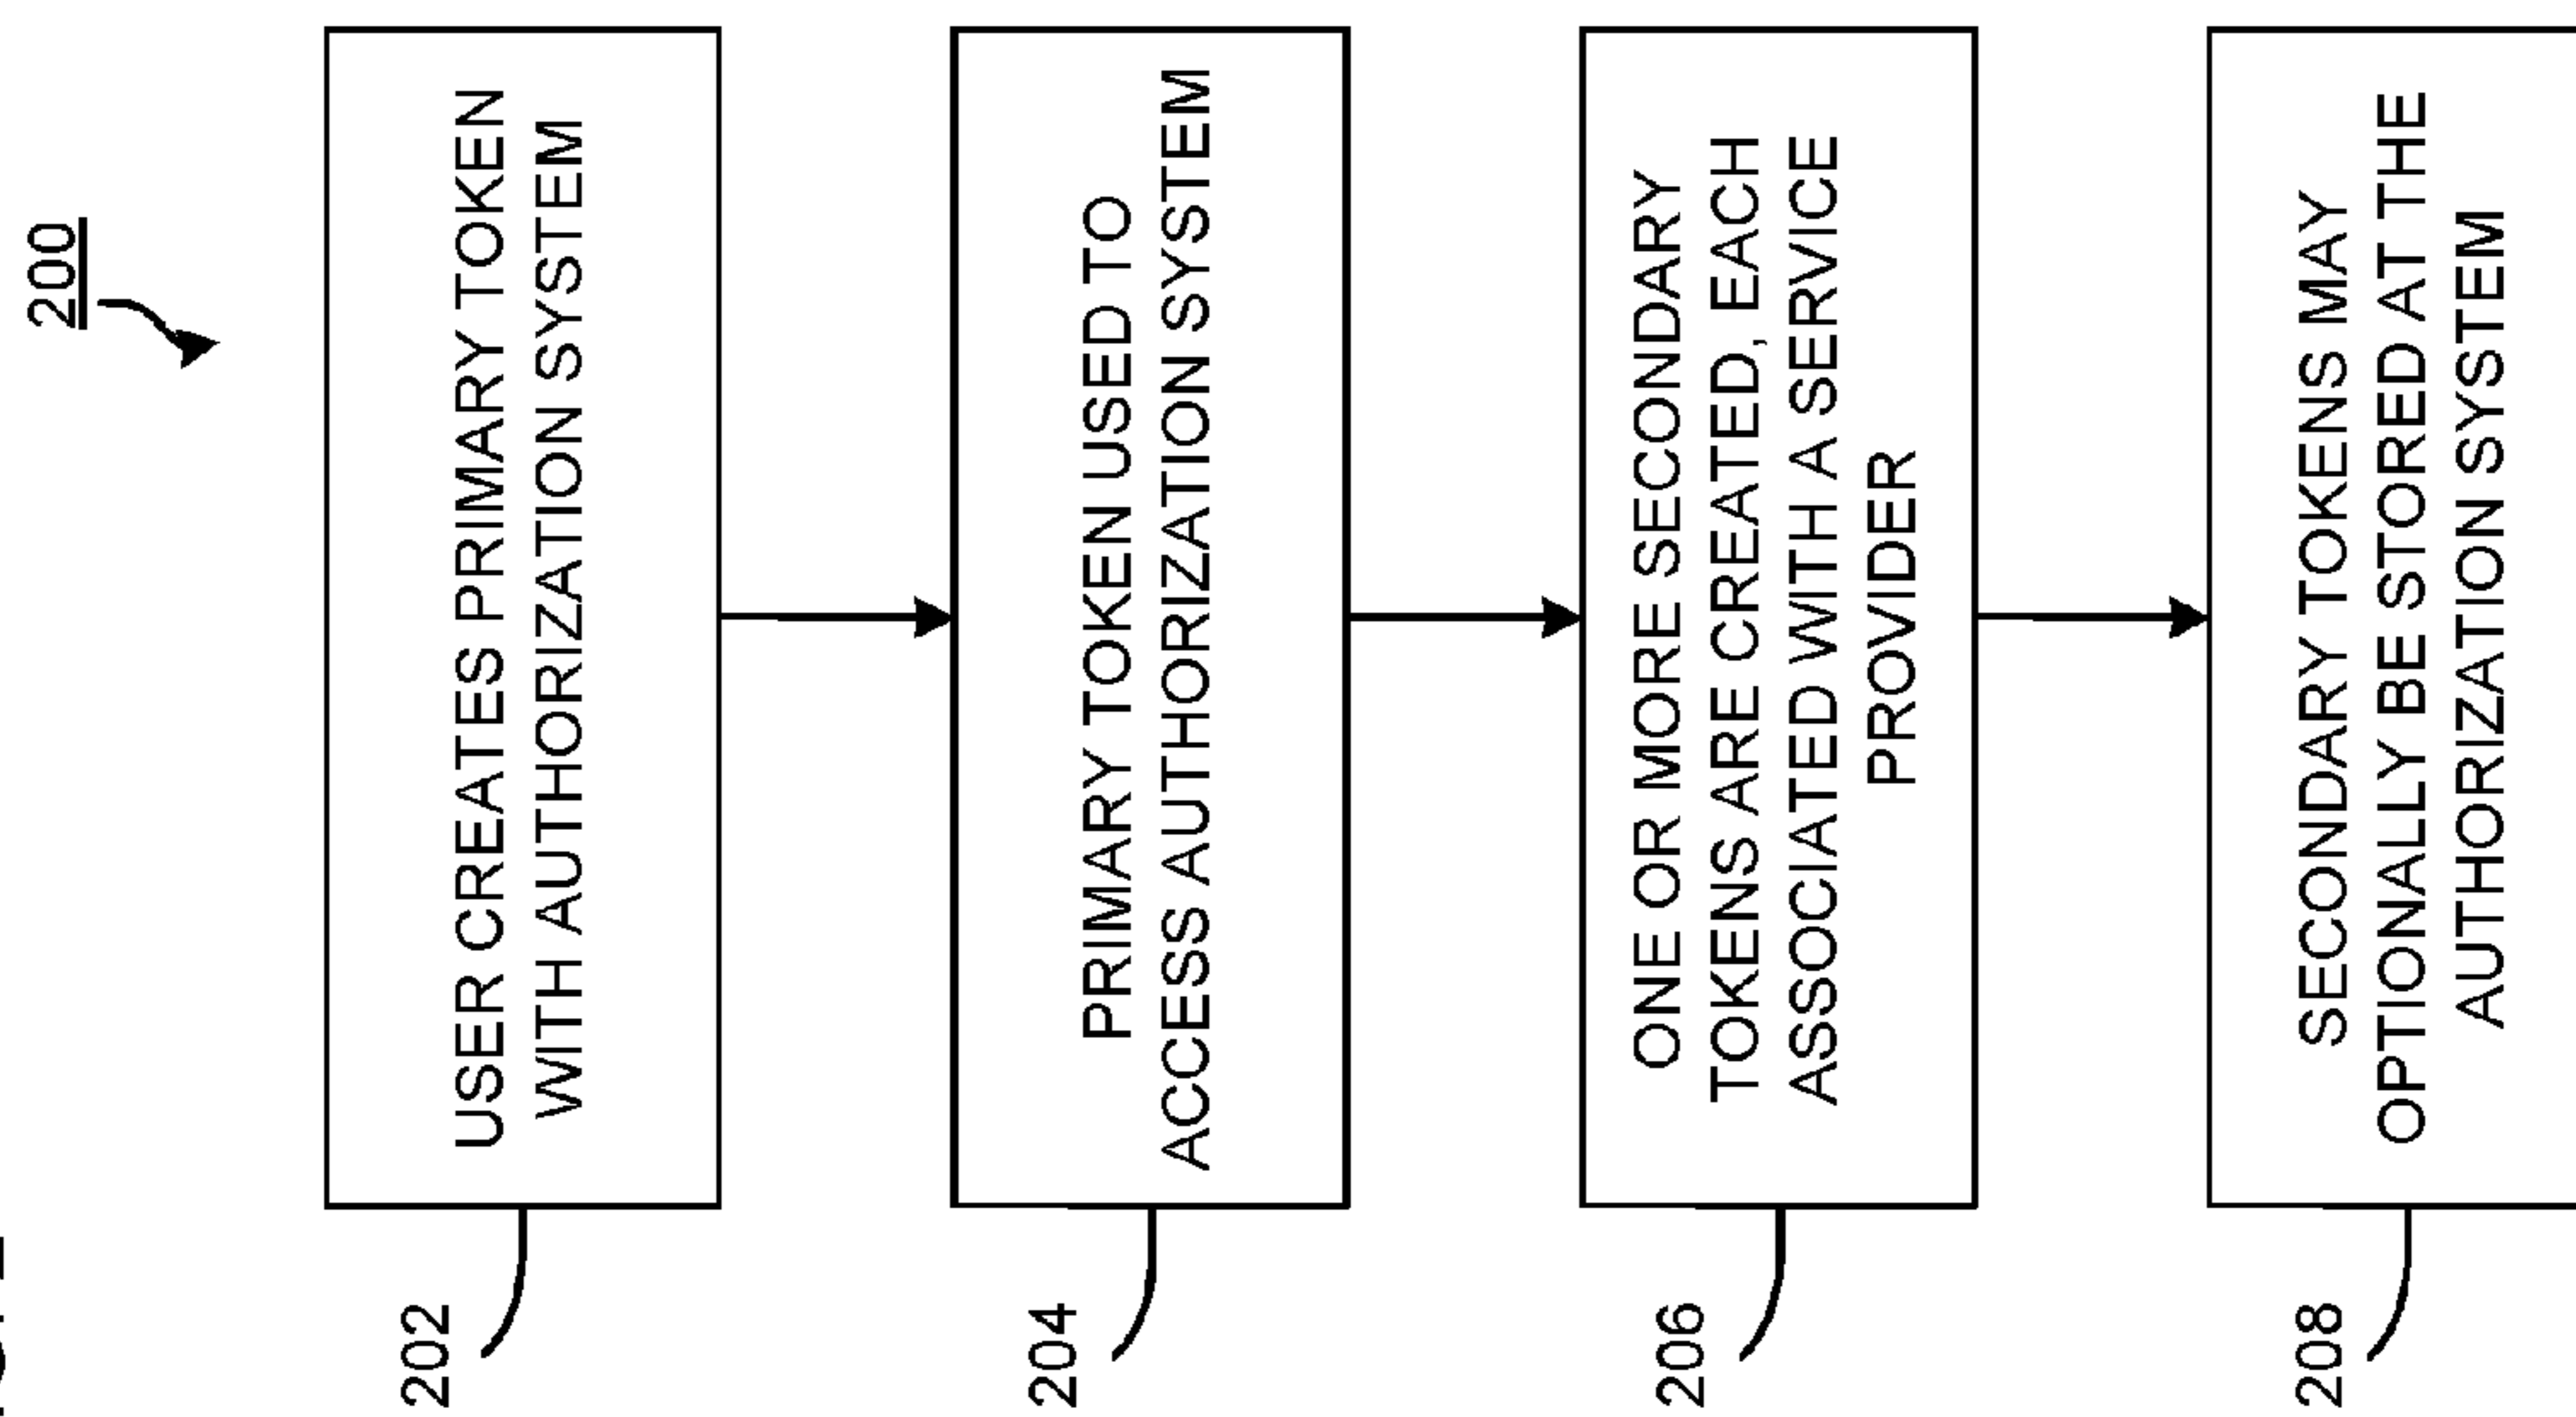 200
202
USER CREATES PRIMARY TOKEN
WITH AUTHORIZATION SYSTEM
204
PRIMARY TOKEN USED TO
ACCESS AUTHORIZATION SYSTEM
206
ONE OR MORE SECONDARY
TOKENS ARE CREATED, EACH
ASSOCIATED WITH A SERVICE
PROVIDER
208
SECONDARY TOKENS MAY
OPTIONALLY BE STORED AT THE
AUTHORIZATION SYSTEM